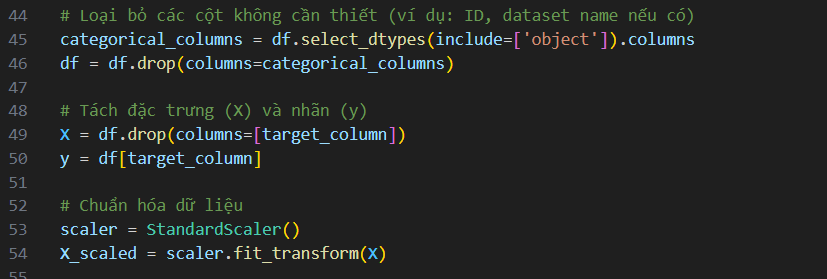 44 # Loại bỏ các cột không cần thiết (ví dụ: ID, dataset name nếu có)
45 categorical_columns = df.select_dtypes(include=['object']).columns
46 df = df.drop(columns=categorical_columns)
47
48 # Tách đặc trưng (X) và nhãn (y)
49 X = df.drop(columns=[target_column])
50 y = df[target_column]
51
52 # Chuẩn hóa dữ liệu
53 scaler = StandardScaler()
54 X_scaled = scaler.fit_transform(X)
55